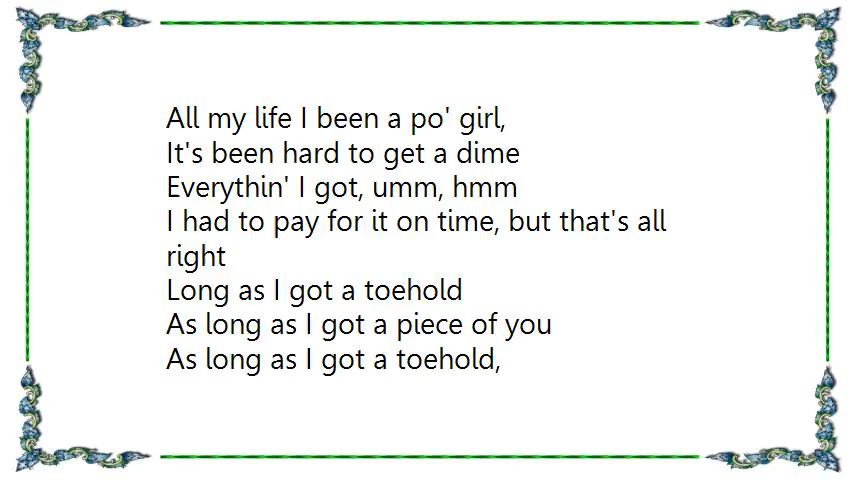 All my life I been a po' girl,
It's been hard to get a dime
Everythin' I got, umm, hmm
I had to pay for it on time, but that's all
right
Long as I got a toehold
As long as I got a piece of you
As long as I got a toehold,